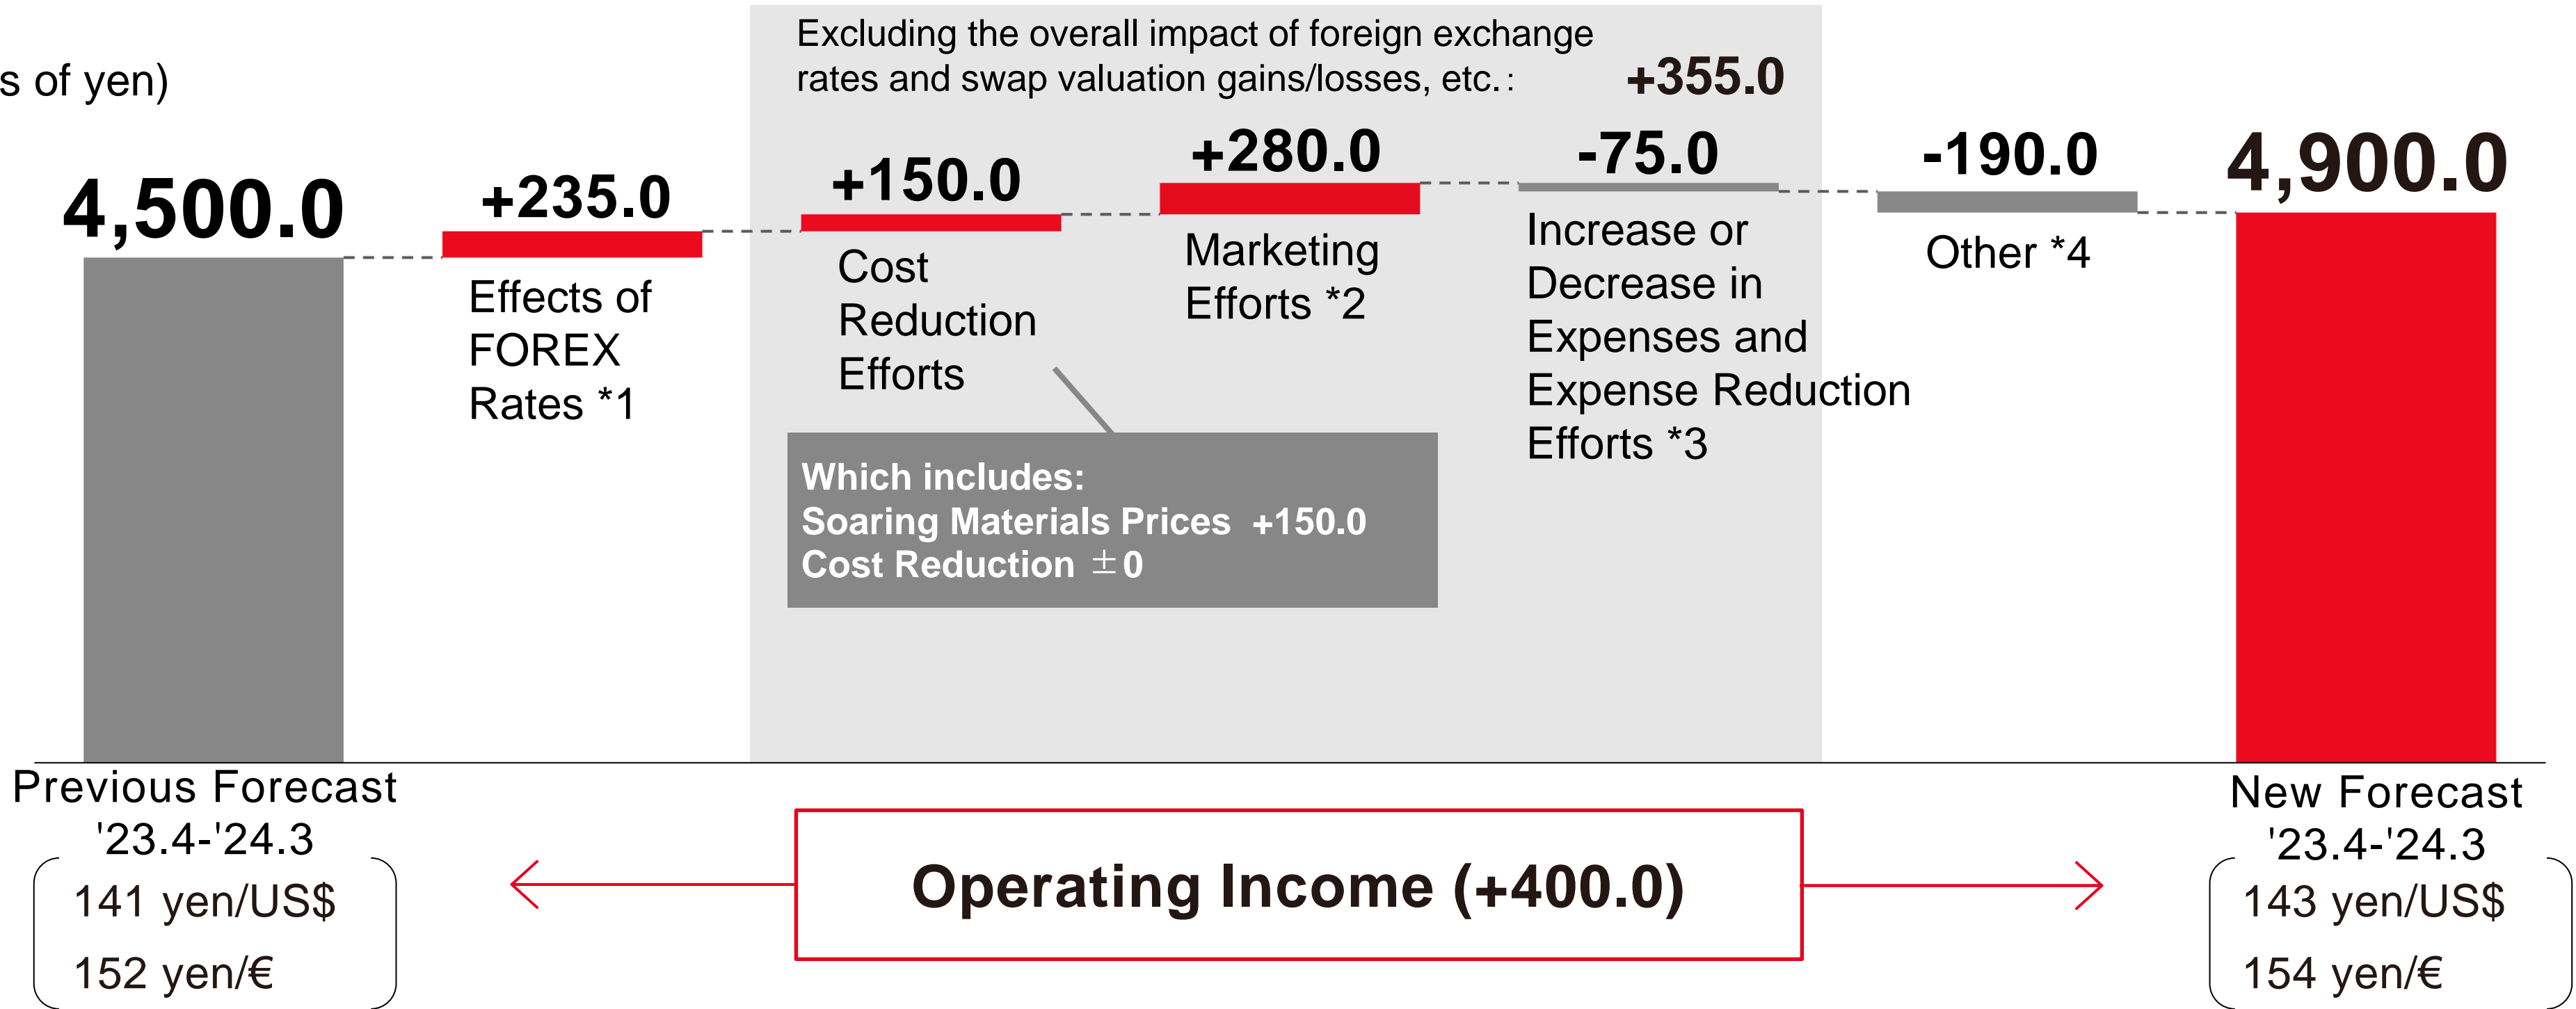 s of yen)
Excluding the overall impact of foreign exchange
rates and swap valuation gains/losses, etc.: +355.0
4,500.0
+235.0
Effects of
FOREX
Rates *1
+150.0
Cost
Reduction
Efforts
Which includes:
Soaring Materials Prices +150.0
Cost Reduction ±0
+280.0
Marketing
Efforts *2
-75.0
Increase or
Decrease in
Expenses and
Expense Reduction
Efforts *3
-190.0
Other *4
4,900.0
Previous Forecast
'23.4-'24.3
141 yen/US$
152 yen/€
Operating Income (+400.0)
New Forecast
'23.4-'24.3
143 yen/US$
154 yen/€